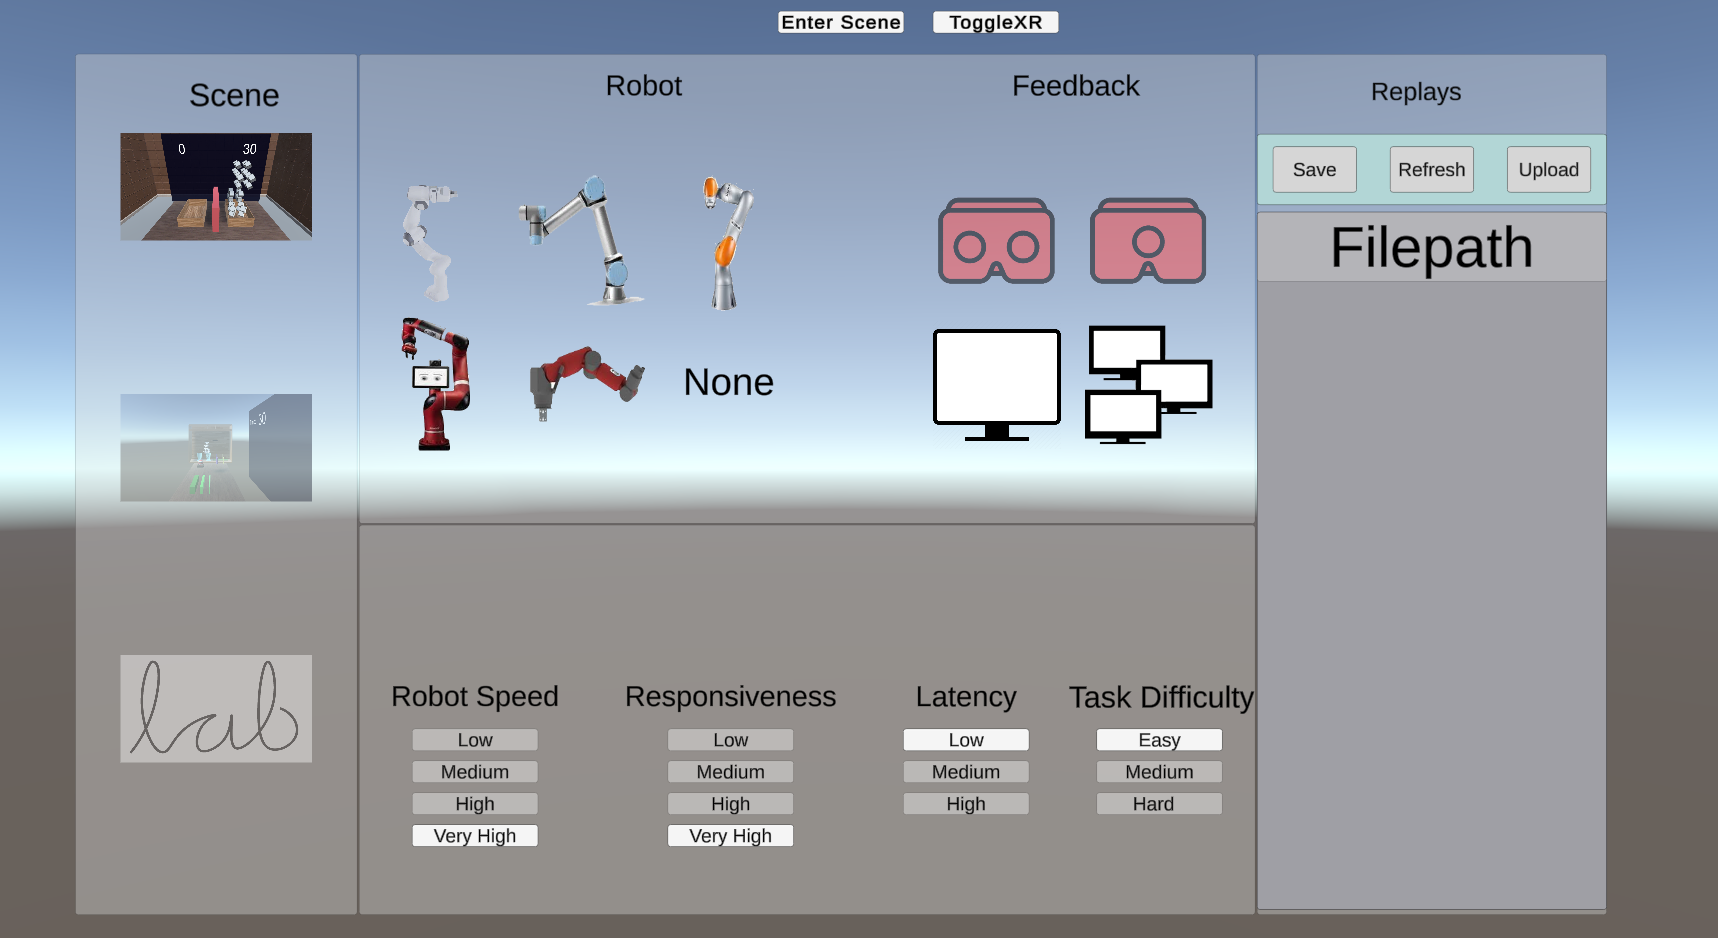 Enter Scene
ToggleXR
Scene
0 30
30
lab
Robot
None
Feedback
Robot Speed
Low
Medium
High
Very High
Responsiveness
Low
Medium
High
Very High
Latency
Low
Medium
High
Task Difficulty
Easy
Medium
Hard
Replays
Save
Refresh
Upload
Filepath